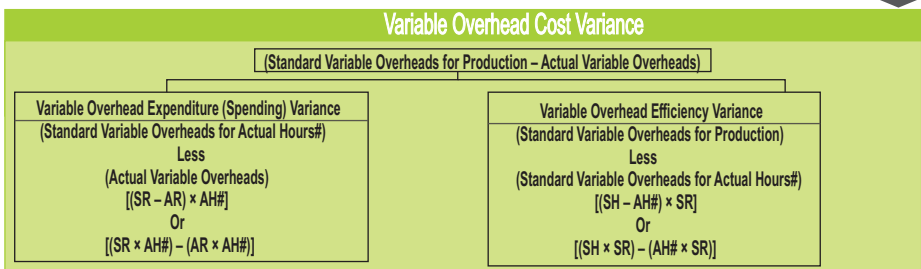 Variable Overhead Cost Variance
(Standard Variable Overheads for Production – Actual Variable Overheads)
Variable Overhead Expenditure (Spending) Variance
(Standard Variable Overheads for Actual Hours#)
Less
(Actual Variable Overheads)
[(SR – AR) × AH#]
Or
[(SR × AH#) – (AR × AH#)]
Variable Overhead Efficiency Variance
(Standard Variable Overheads for Production)
Less
(Standard Variable Overheads for Actual Hours#)
[(SH – AH#) × SR]
Or
[(SH × SR) – (AH# × SR)]